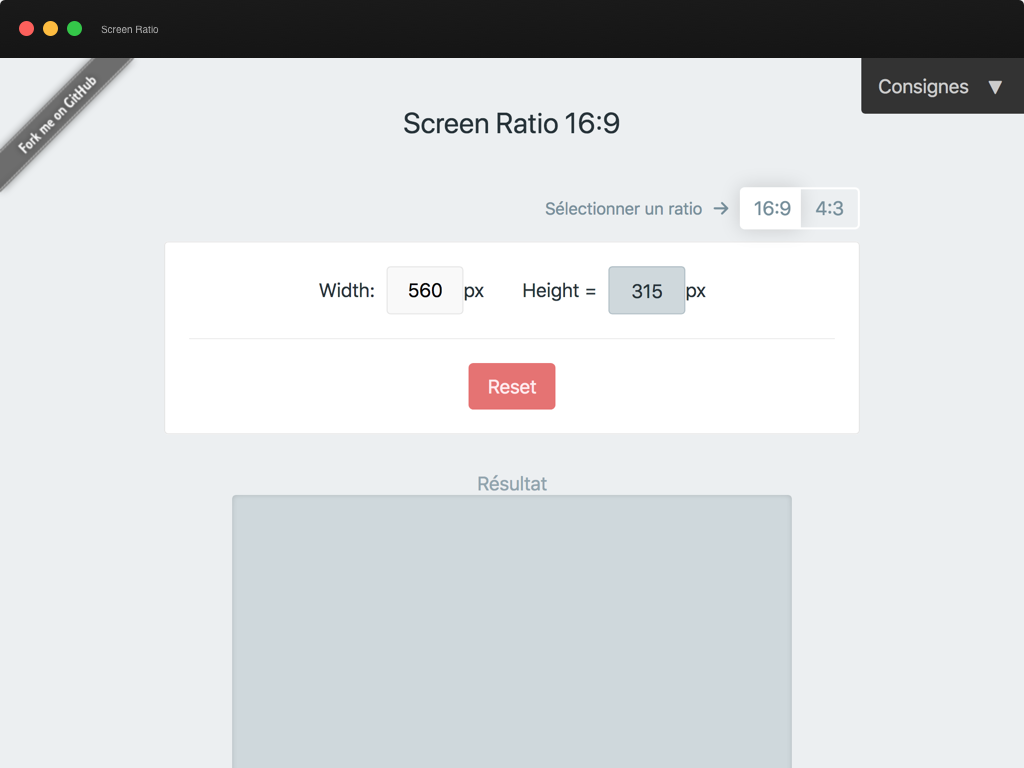 Screen Ratio
Fork me on GitHub
Consignes ▼
Screen Ratio 16:9
Sélectionner un ratio → 16:9 4:3
Width: 560 px Height = 315 px
Reset
Résultat